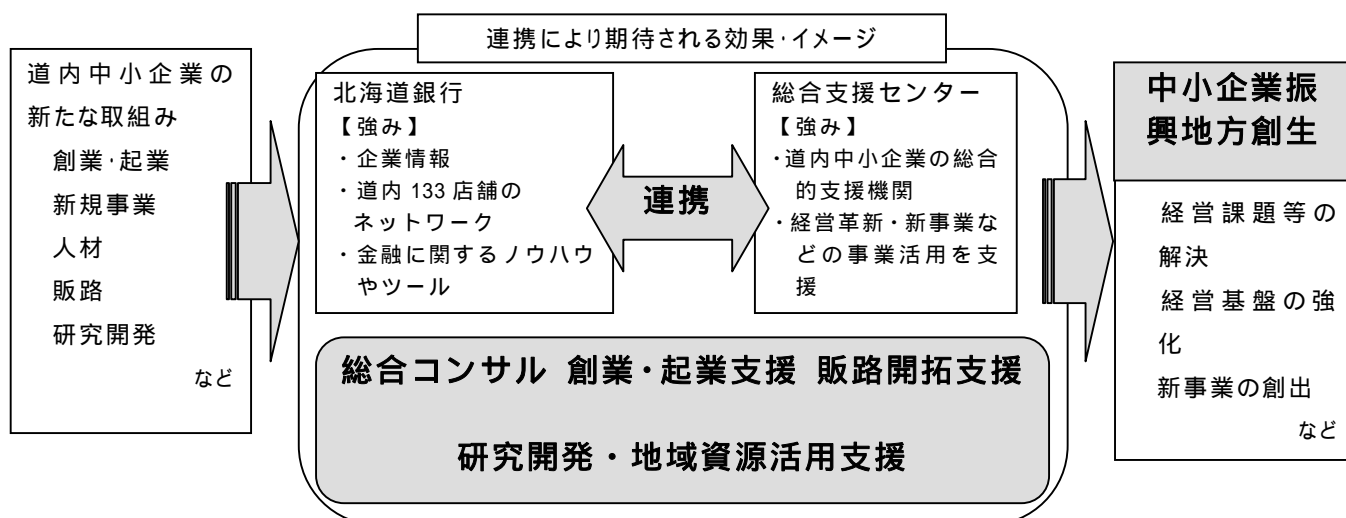 連携により期待される効果・イメージ
道内中小企業の
新たな取組み
創業・起業
新規事業
人材
販路
研究開発
など
北海道銀行
【強み】
・企業情報
・道内133店舗の
ネットワーク
・金融に関するノウハウ
やツール
連携
総合支援センター
【強み】
・道内中小企業の総合
的支援機関
・経営革新・新事業な
どの事業活用を支
援
総合コンサル 創業・起業支援 販路開拓支援
研究開発・地域資源活用支援
中小企業振
興地方創生
経営課題等の
解決
経営基盤の強
化
新事業の創出
など